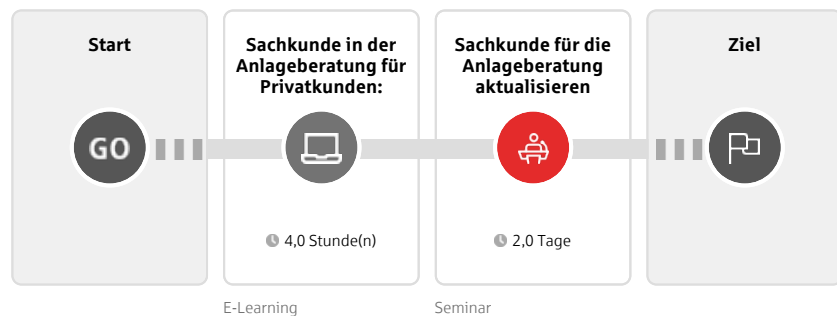 Start
GO
Sachkunde in der
Anlageberatung für
Privatkunden:
4,0 Stunde(n)
E-Learning
Sachkunde für die
Anlageberatung
aktualisieren
2,0 Tage
Seminar
Ziel